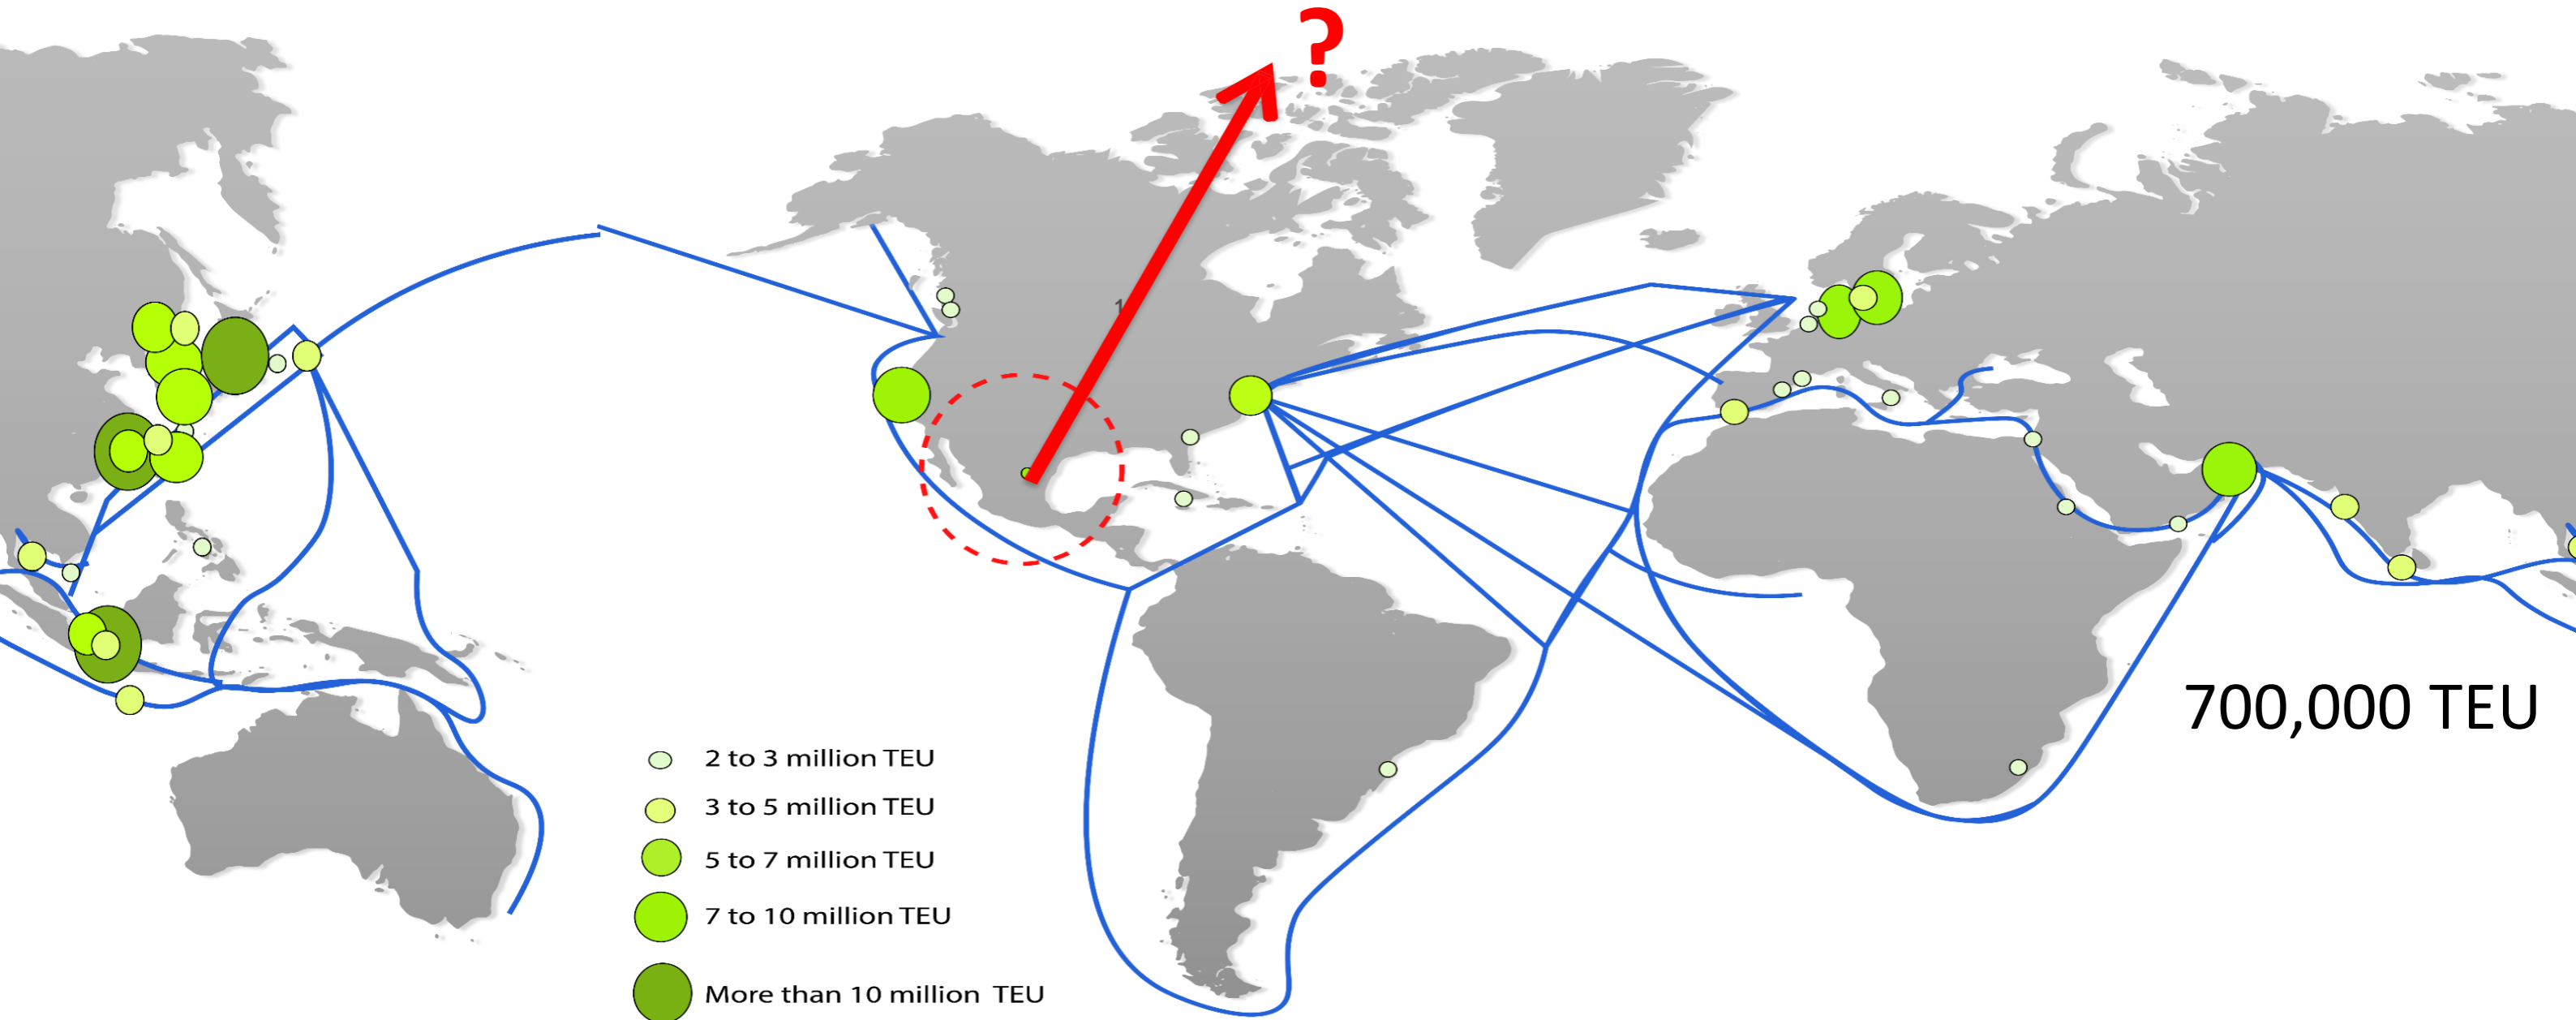 ?
1
700,000 TEU
2 to 3 million TEU
3 to 5 million TEU
5 to 7 million TEU
7 to 10 million TEU
More than 10 million TEU